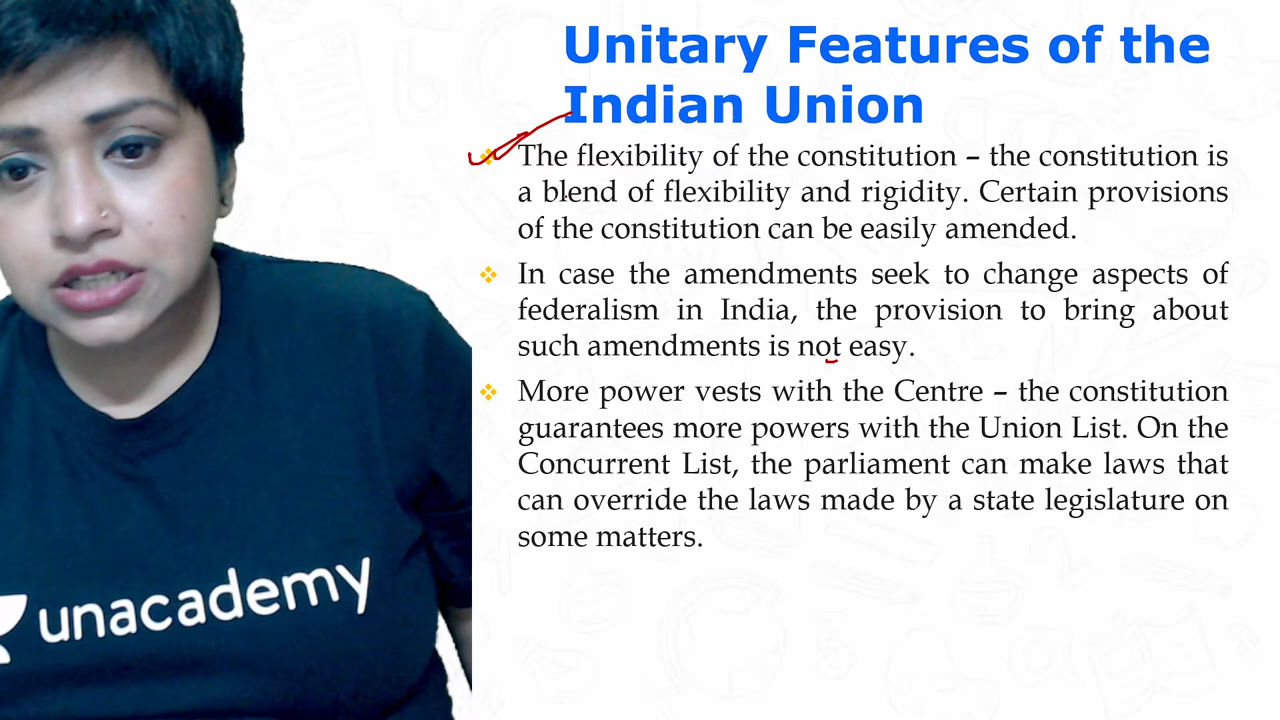 Unitary Features of the
Indian Union
The flexibility of the constitution – the constitution is
a blend of flexibility and rigidity. Certain provisions
of the constitution can be easily amended.
In case the amendments seek to change aspects of
federalism in India, the provision to bring about
such amendments is not easy.
More power vests with the Centre – the constitution
guarantees more powers with the Union List. On the
Concurrent List, the parliament can make laws that
can override the laws made by a state legislature on
some matters.
unacademy